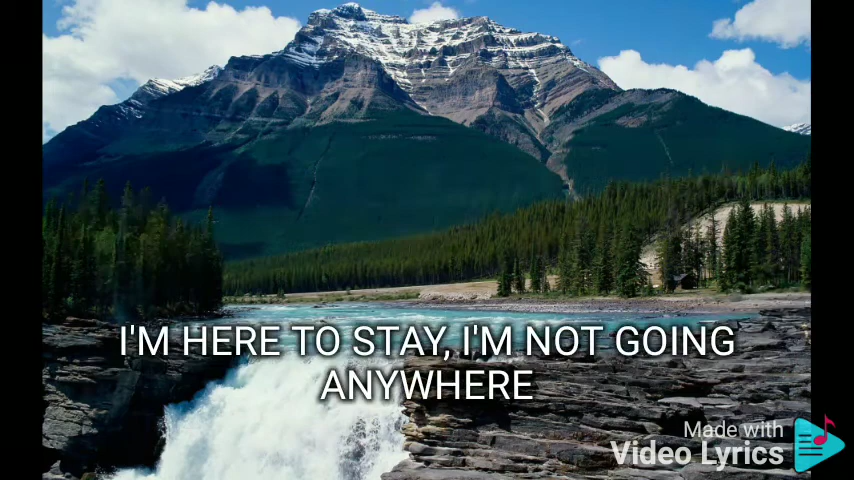 I'M HERE TO STAY, I'M NOT GOING
ANYWHERE
Made with
Video Lyrics